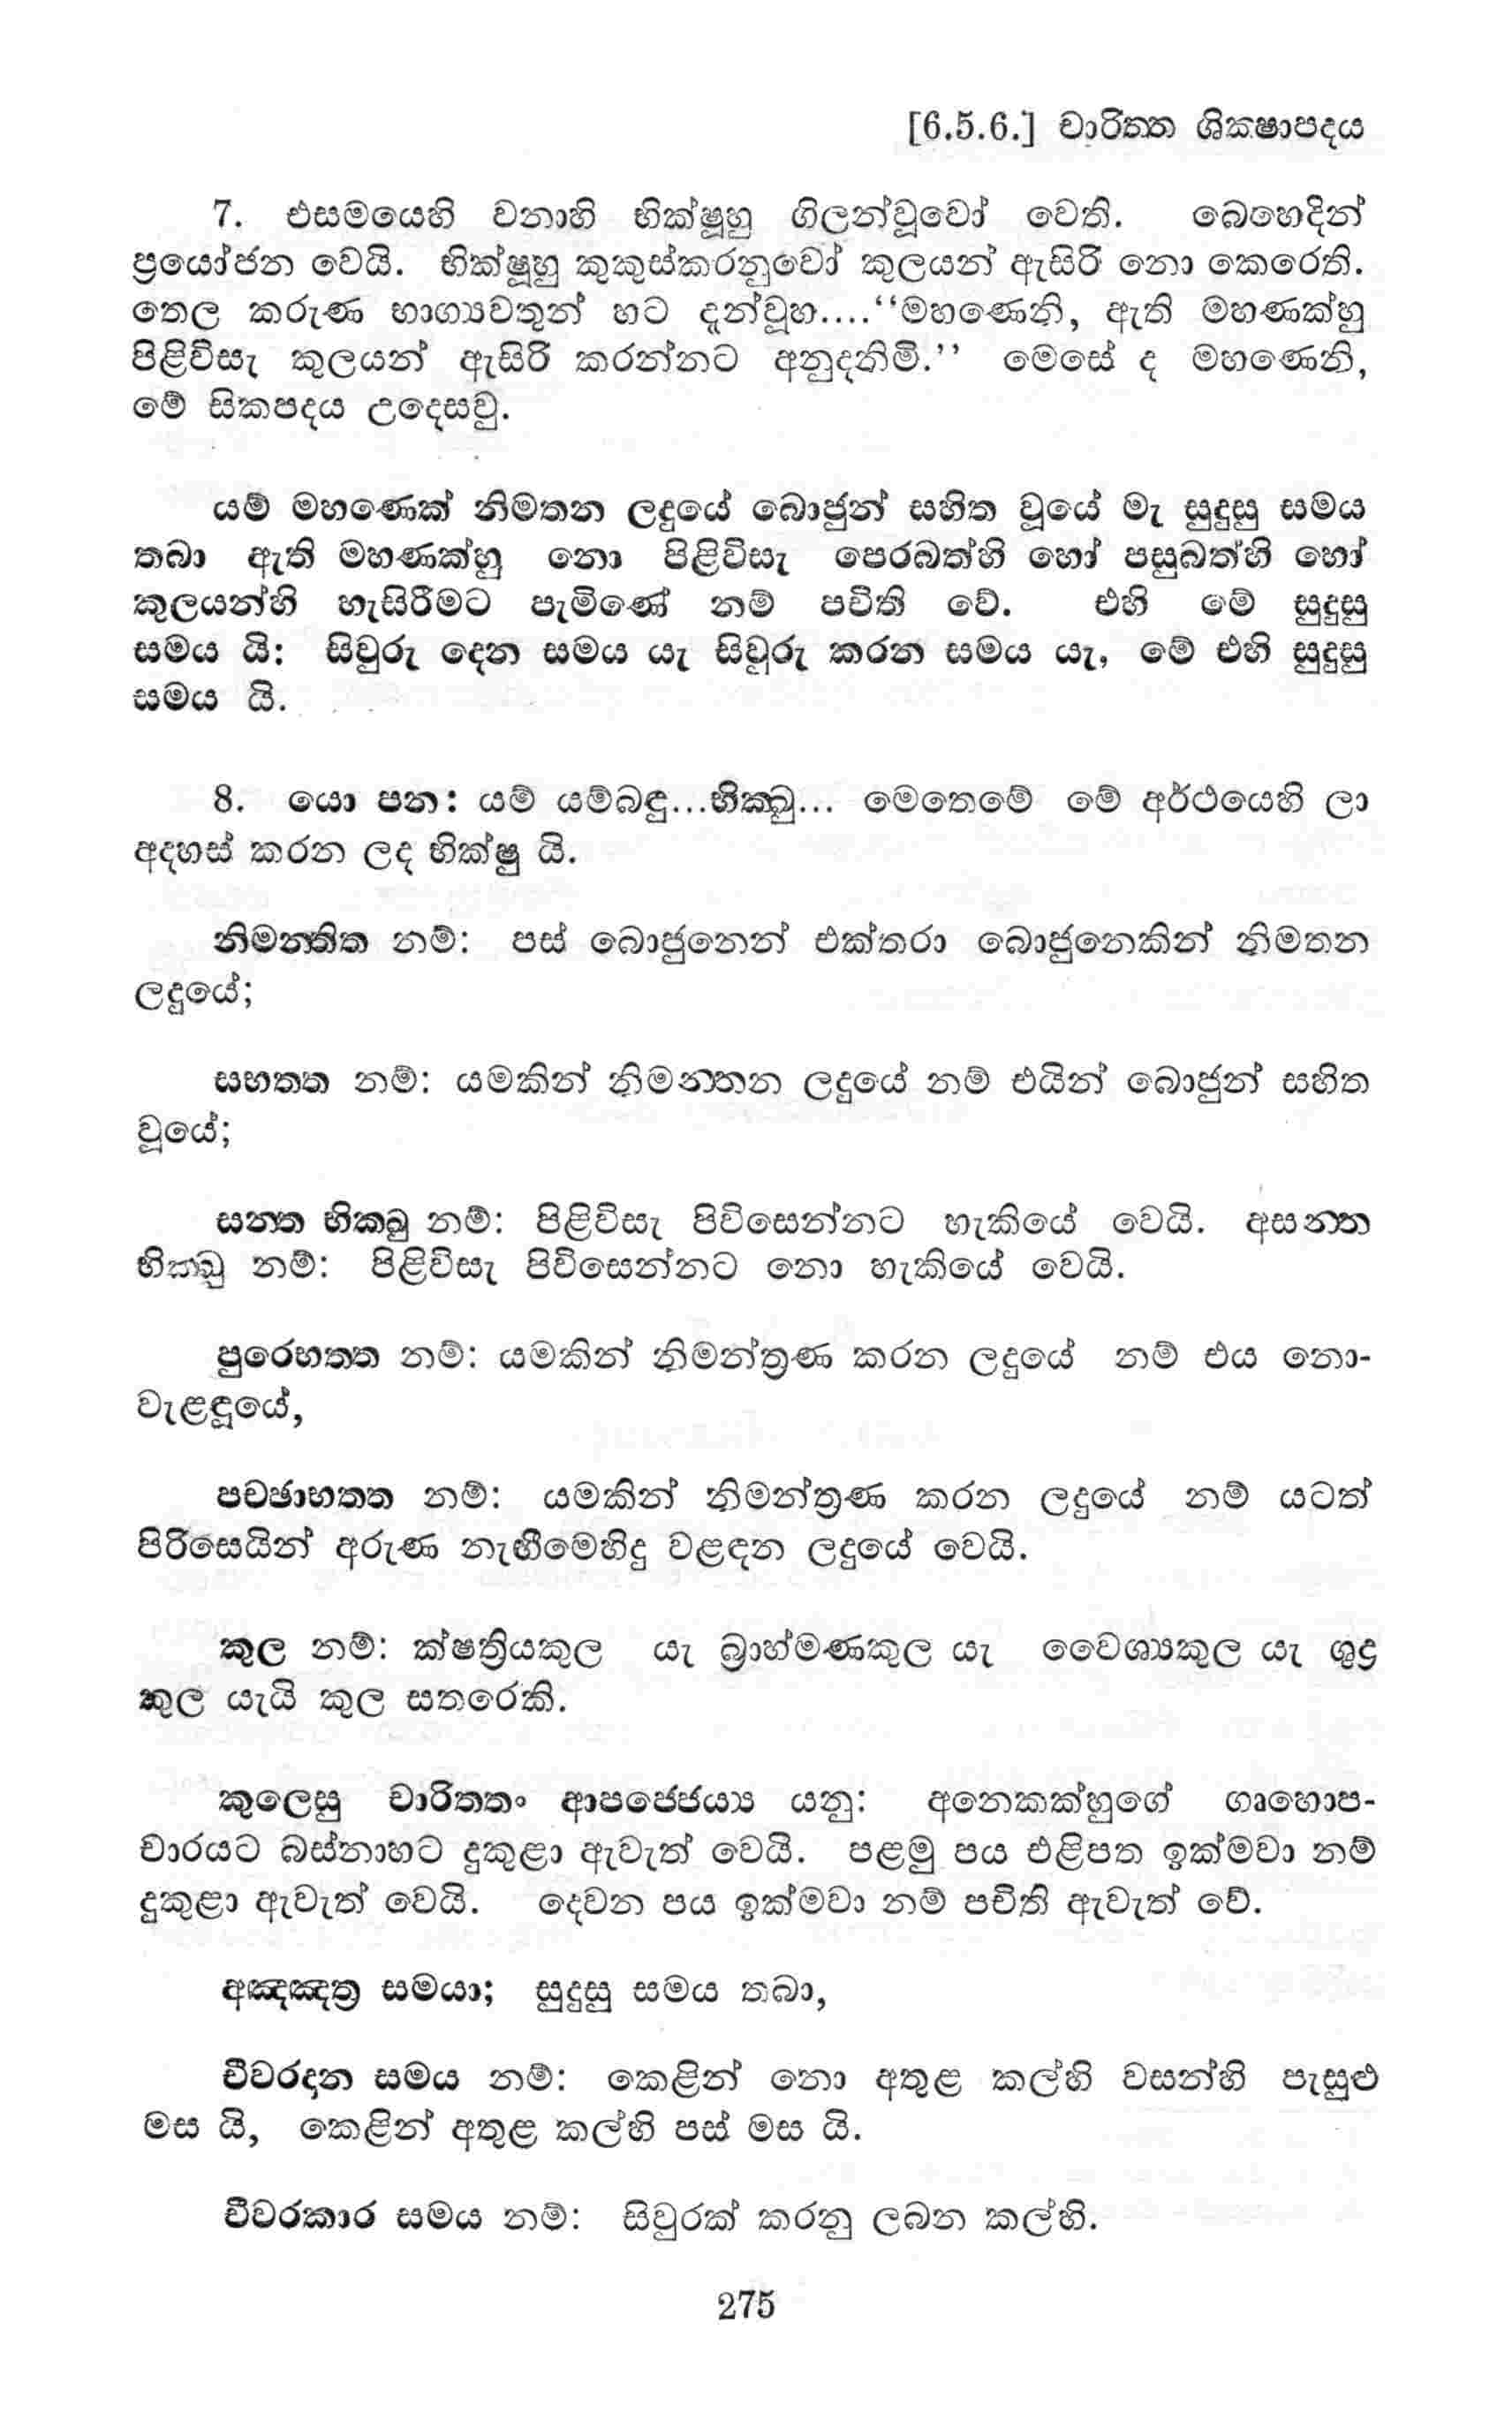 [6.5.6.] චාරිත්ත ශික්‍ෂාපදය
7. එසමයෙහි වනාහි භික්ෂූහු ගිලන්වූවෝ වෙති. බෙහෙදින්
ප්‍රයෝජන වෙයි. භික්ෂූහු කුකුස්කරනුවෝ කුලයන් ඇසිරි නො කෙරෙති.
තෙල කරුණ භාග්‍යවතුන් හට දැන්වූහ....‘‘මහණෙනි, ඇති මහණක්හු
පිළිවිසැ කුලයන් ඇසිරි කරන්නට අනුදනිමි.’’ මෙසේ ද මහණෙනි,
මේ සිකපදය උදෙසවු.
යම් මහණෙක් නිමතන ලදුයේ බොජුන් සහිත වූයේ මැ සුදුසු සමය
තබා ඇති මහණක්හු නො පිළිවිසැ පෙරබත්හි හෝ පසුබත්හි හෝ
කුලයන්හි හැසිරීමට පැමිණේ නම් පචිති වේ. එහි මේ සුදුසු
සමය යි: සිවුරු දෙන සමය යැ සිවුරු කරන සමය යැ, මේ එහි සුදුසු
සමය යි.
8. යො පන: යම් යම්බඳු...භික්ඛු... මෙතෙමේ මේ අර්ථයෙහි ලා
අදහස් කරන ලද භික්ෂු යි.
නිමන්තිත නම්: පස් බොජුනෙන් එක්තරා බොජුනෙකින් නිමතන
ලදුයේ;
සභත්ත නම්: යමකින් නිමන්තන ලදුයේ නම් එයින් බොජුන් සහිත
වූයේ;
සන්ත භික්ඛු නම්: පිළිවිසැ පිවිසෙන්නට හැකියේ වෙයි. අසන්ත
භික්ඛු නම්: පිළිවිසැ පිවිසෙන්නට නො හැකියේ වෙයි.
පුරෙභත්ත නම්: යමකින් නිමන්ත්‍රණ කරන ලදුයේ නම් එය නො-
වැළඳූයේ,
පච්ඡාභත්ත නම්: යමකින් නිමන්ත්‍රණ කරන ලදුයේ නම් යටත්
පිරිසෙයින් අරුණ නැඟීමෙහිදු වළඳන ලදුයේ වෙයි.
කුල නම්: ක්ෂත්‍රියකුල යැ බ්‍රාහ්මණකුල යැ වෛශ්‍යකුල යැ ශුද්‍ර
කුල යැයි කුල සතරෙකි.
කුලෙසු චාරිත්තං ආපජ්ජෙය්‍ය යනු: අනෙකක්හුගේ ගෘහොප-
චාරයට බස්නාහට දුකුළා ඇවැත් වෙයි. පළමු පය එළිපත ඉක්මවා නම්
දුකුළා ඇවැත් වෙයි. දෙවන පය ඉක්මවා නම් පචිති ඇවැත් වේ.
අඤ්ඤත්‍ර සමයා; සුදුසු සමය තබා,
චීවරදාන සමය නම්: කෙළින් නො අතුළ කල්හි වසන්හි පැසුළු
මස යි, කෙළින් අතුළ කල්හි පස් මස යි.
චීවරකාර සමය නම්: සිවුරක් කරනු ලබන කල්හි.
275